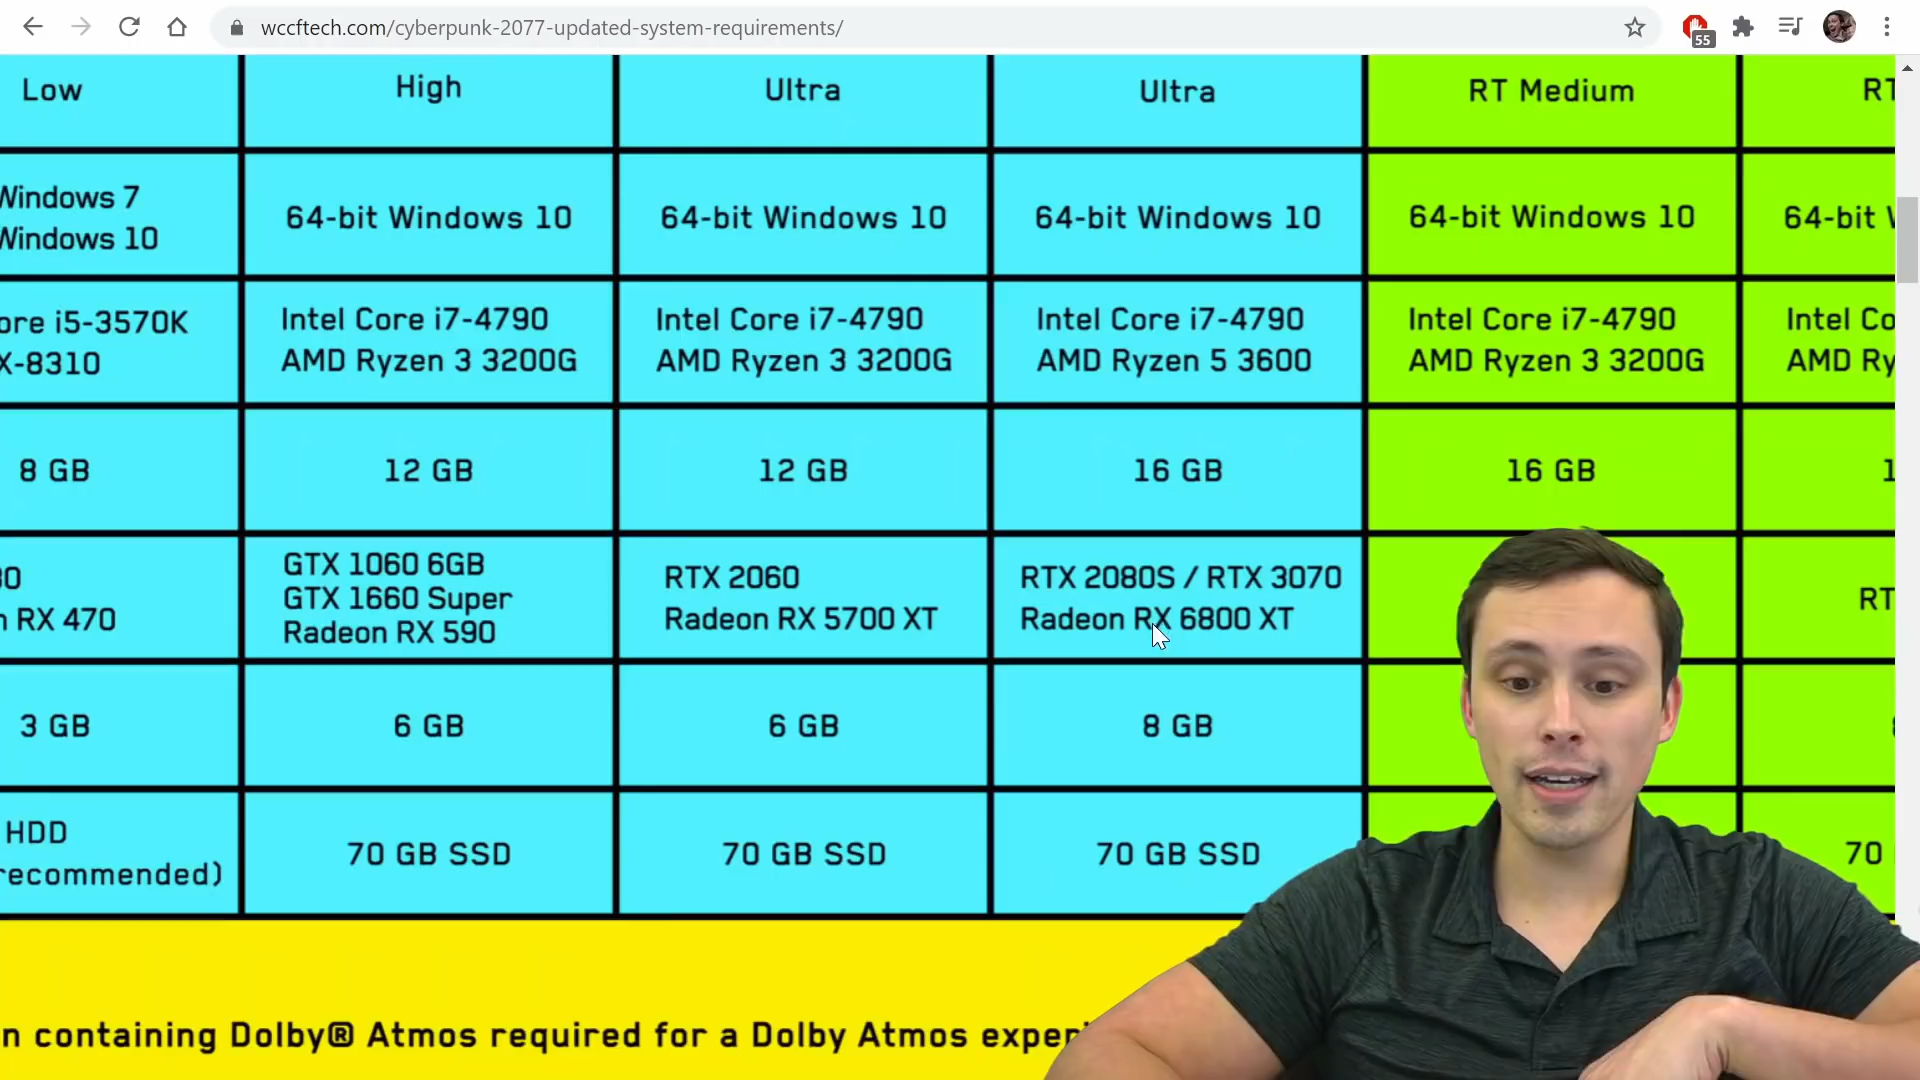 wccftech.com/cyberpunk-2077-updated-system-requirements/
55
Low
High
Ultra
Ultra
RT Medium
RT
Windows 7
Windows 10
64-bit Windows 10
64-bit Windows 10
64-bit Windows 10
64-bit Windows 10
64-bit
ore i5-3570K
X-8310
Intel Core i7-4790
AMD Ryzen 3 3200G
Intel Core i7-4790
AMD Ryzen 3 3200G
Intel Core i7-4790
AMD Ryzen 5 3600
Intel Core i7-4790
AMD Ryzen 3 3200G
Intel Co
AMD Ry
8 GB
12 GB
12 GB
16 GB
16 GB
1
RX 470
GTX 1060 6GB
GTX 1660 Super
Radeon RX 590
RTX 2060
Radeon RX 5700 XT
RTX 2080S / RTX 3070
Radeon RX 6800 XT
RT
3 GB
6 GB
6 GB
8 GB
HDD
recommended)
70 GB SSD
70 GB SSD
70 GB SSD
70
n containing Dolby® Atmos required for a Dolby Atmos experi